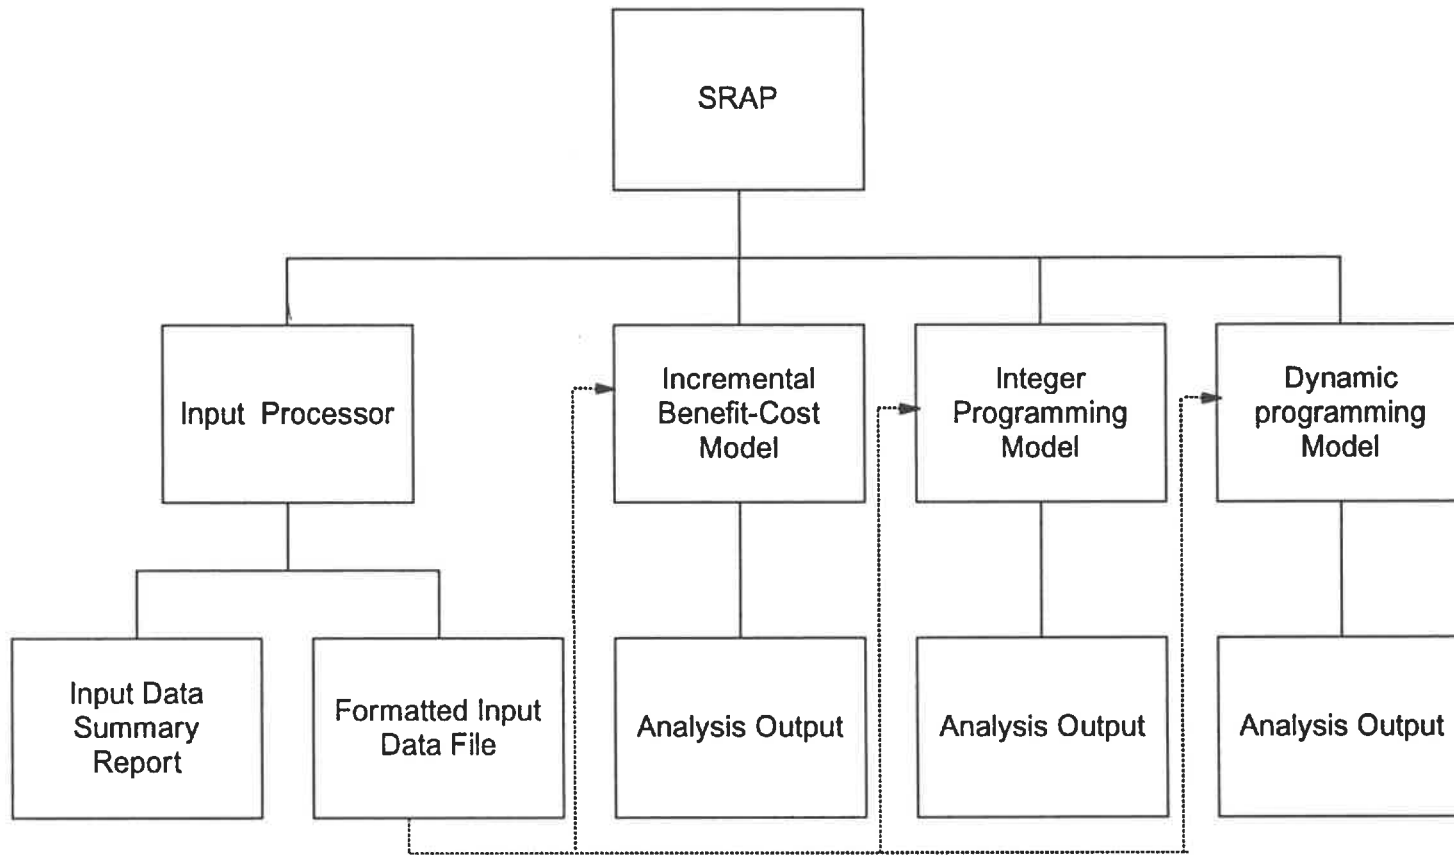 SRAP
Input Processor
Incremental
Benefit-Cost
Model
Integer
Programming
Model
Dynamic
programming
Model
Input Data
Summary
Report
Formatted Input
Data File
Analysis Output
Analysis Output
Analysis Output